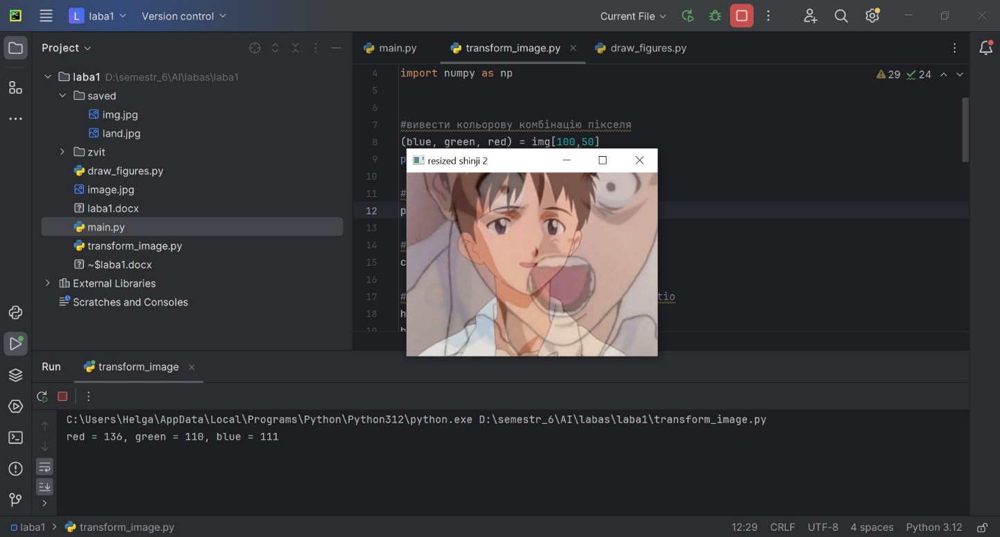 L laba1 Version control Current File
Project
laba1 D:\semestr_6\AI\labas\laba1
saved
img.jpg
land.jpg
zvit
draw_figures.py
image.jpg
laba1.docx
main.py
transform_image.py
~$laba1.docx
External Libraries
Scratches and Consoles
main.py transform_image.py draw_figures.py
29 24
4 import numpy as np
5
6
7 #вивести кольорову комбінацію пікселя
8 (blue, green, red) = img[100,50]
9 p
10
11 #
12 p
13
14 #
15 c
16
17 # tio
18 h
19 h
resized shinji 2
Run transform_image
C:\Users\Helga\AppData\Local\Programs\Python\Python312\python.exe D:\semestr_6\AI\labas\laba1\transform_image.py
red = 136, green = 110, blue = 111
laba1 > transform_image.py 12:29 CRLF UTF-8 4 spaces Python 3.12